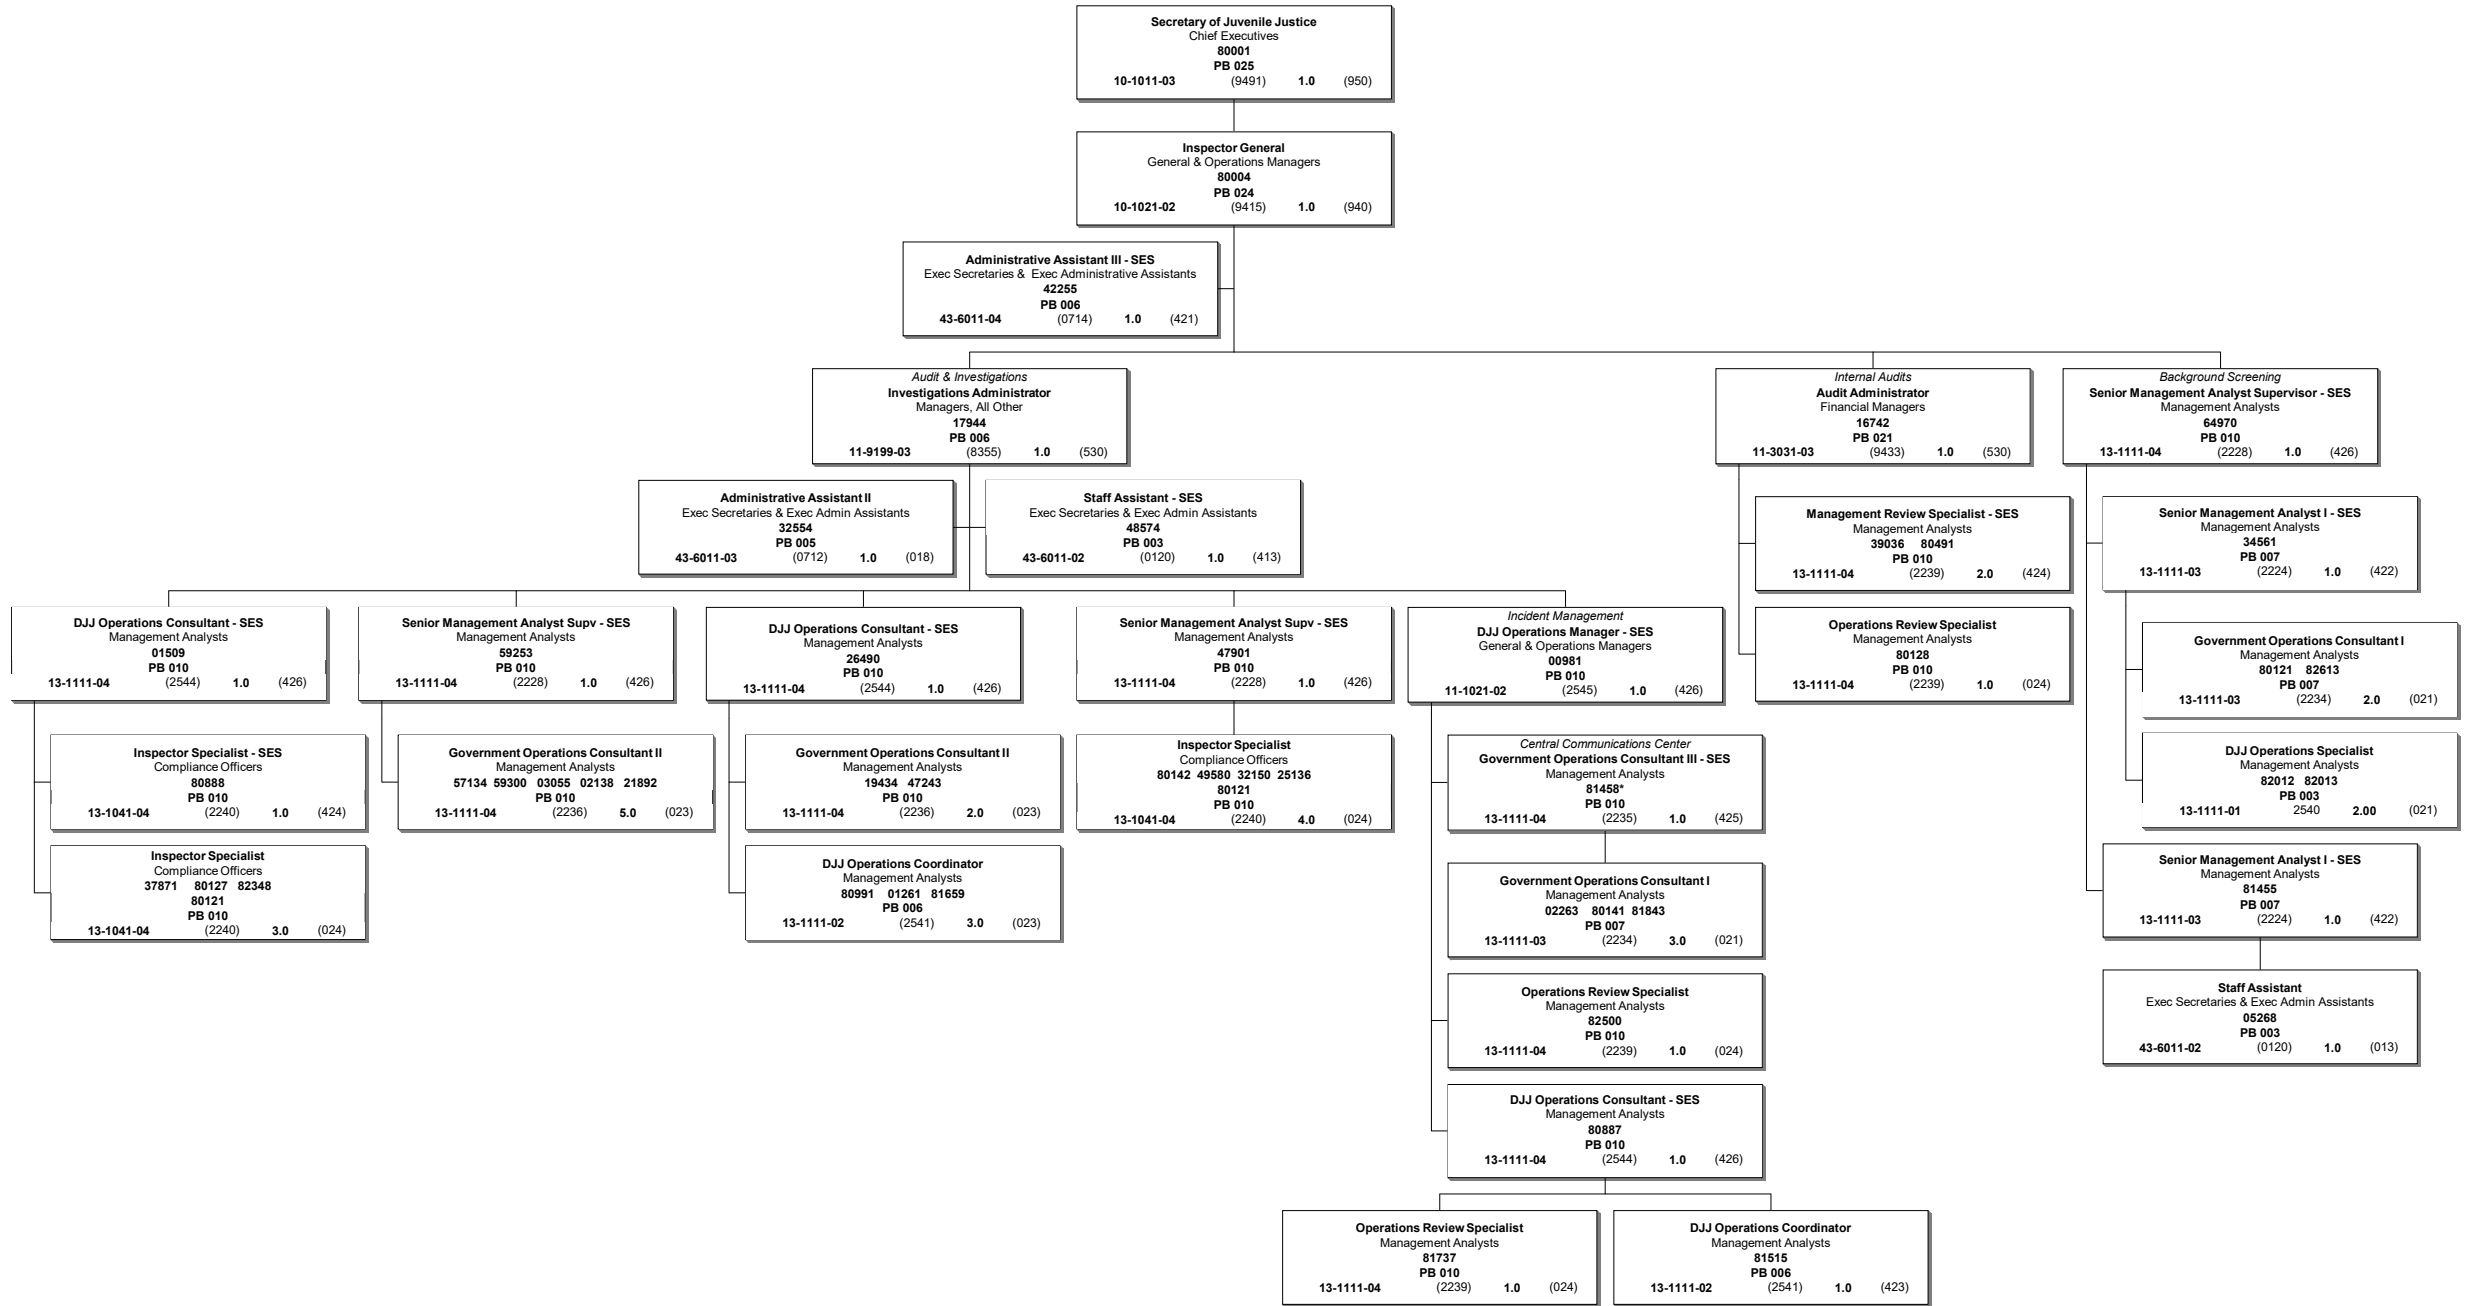 Secretary of Juvenile Justice
Chief Executives
80001
PB 025
10-1011-03 (9491) 1.0 (950)
Inspector General
General & Operations Managers
80004
PB 024
10-1021-02 (9415) 1.0 (940)
Administrative Assistant III - SES
Exec Secretaries & Exec Administrative Assistants
42255
PB 006
43-6011-04 (0714) 1.0 (421)
Audit & Investigations
Investigations Administrator
Managers, All Other
17944
PB 006
11-9199-03 (8355) 1.0 (530)
Internal Audits
Audit Administrator
Financial Managers
16742
PB 021
11-3031-03 (9433) 1.0 (530)
Background Screening
Senior Management Analyst Supervisor - SES
Management Analysts
64970
PB 010
13-1111-04 (2228) 1.0 (426)
Administrative Assistant II
Exec Secretaries & Exec Admin Assistants
32554
PB 005
43-6011-03 (0712) 1.0 (018)
Staff Assistant - SES
Exec Secretaries & Exec Admin Assistants
48574
PB 003
43-6011-02 (0120) 1.0 (413)
Management Review Specialist - SES
Management Analysts
39036 80491
PB 010
13-1111-04 (2239) 2.0 (424)
Senior Management Analyst I - SES
Management Analysts
34561
PB 007
13-1111-03 (2224) 1.0 (422)
DJJ Operations Consultant - SES
Management Analysts
01509
PB 010
13-1111-04 (2544) 1.0 (426)
Senior Management Analyst Supv - SES
Management Analysts
59253
PB 010
13-1111-04 (2228) 1.0 (426)
DJJ Operations Consultant - SES
Management Analysts
26490
PB 010
13-1111-04 (2544) 1.0 (426)
Senior Management Analyst Supv - SES
Management Analysts
47901
PB 010
13-1111-04 (2228) 1.0 (426)
Incident Management
DJJ Operations Manager - SES
General & Operations Managers
00981
PB 010
11-1021-02 (2545) 1.0 (426)
Operations Review Specialist
Management Analysts
80128
PB 010
13-1111-04 (2239) 1.0 (024)
Government Operations Consultant I
Management Analysts
80121 82613
PB 007
13-1111-03 (2234) 2.0 (021)
Inspector Specialist - SES
Compliance Officers
80888
PB 010
13-1041-04 (2240) 1.0 (424)
Government Operations Consultant II
Management Analysts
57134 59300 03055 02138 21892
PB 010
13-1111-04 (2236) 5.0 (023)
Government Operations Consultant II
Management Analysts
19434 47243
PB 010
13-1111-04 (2236) 2.0 (023)
Inspector Specialist
Compliance Officers
80142 49580 32150 25136
80121
PB 010
13-1041-04 (2240) 4.0 (024)
Central Communications Center
Government Operations Consultant III - SES
Management Analysts
81458*
PB 010
13-1111-04 (2235) 1.0 (425)
DJJ Operations Specialist
Management Analysts
82012 82013
PB 003
13-1111-01 2540 2.00 (021)
Inspector Specialist
Compliance Officers
37871 80127 82348
80121
PB 010
13-1041-04 (2240) 3.0 (024)
DJJ Operations Coordinator
Management Analysts
80991 01261 81659
PB 006
13-1111-02 (2541) 3.0 (023)
Government Operations Consultant I
Management Analysts
02263 80141 81843
PB 007
13-1111-03 (2234) 3.0 (021)
Senior Management Analyst I - SES
Management Analysts
81455
PB 007
13-1111-03 (2224) 1.0 (422)
Operations Review Specialist
Management Analysts
82500
PB 010
13-1111-04 (2239) 1.0 (024)
Staff Assistant
Exec Secretaries & Exec Admin Assistants
05268
PB 003
43-6011-02 (0120) 1.0 (013)
DJJ Operations Consultant - SES
Management Analysts
80887
PB 010
13-1111-04 (2544) 1.0 (426)
Operations Review Specialist
Management Analysts
81737
PB 010
13-1111-04 (2239) 1.0 (024)
DJJ Operations Coordinator
Management Analysts
81515
PB 006
13-1111-02 (2541) 1.0 (423)